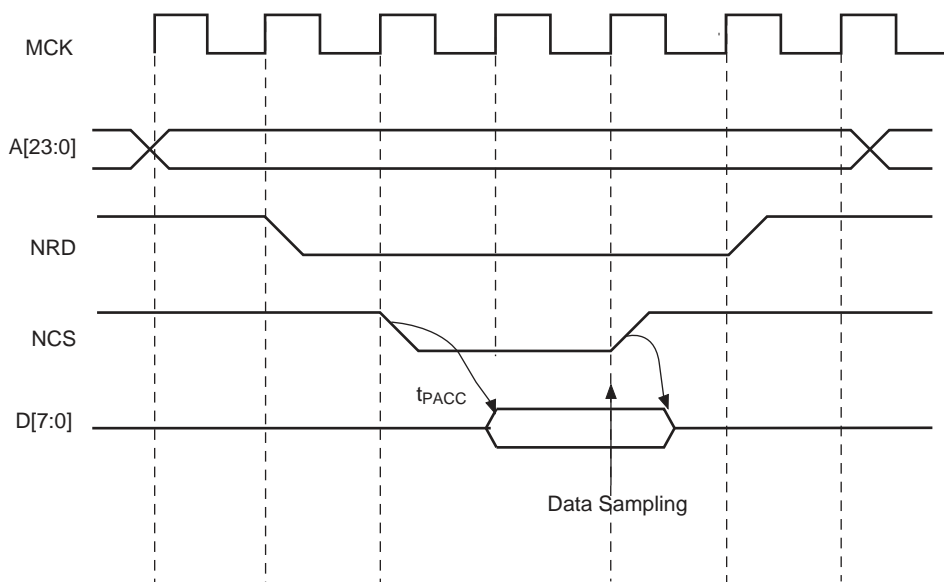 MCK
A[23:0]
NRD
NCS
tPACC
D[7:0]
Data Sampling